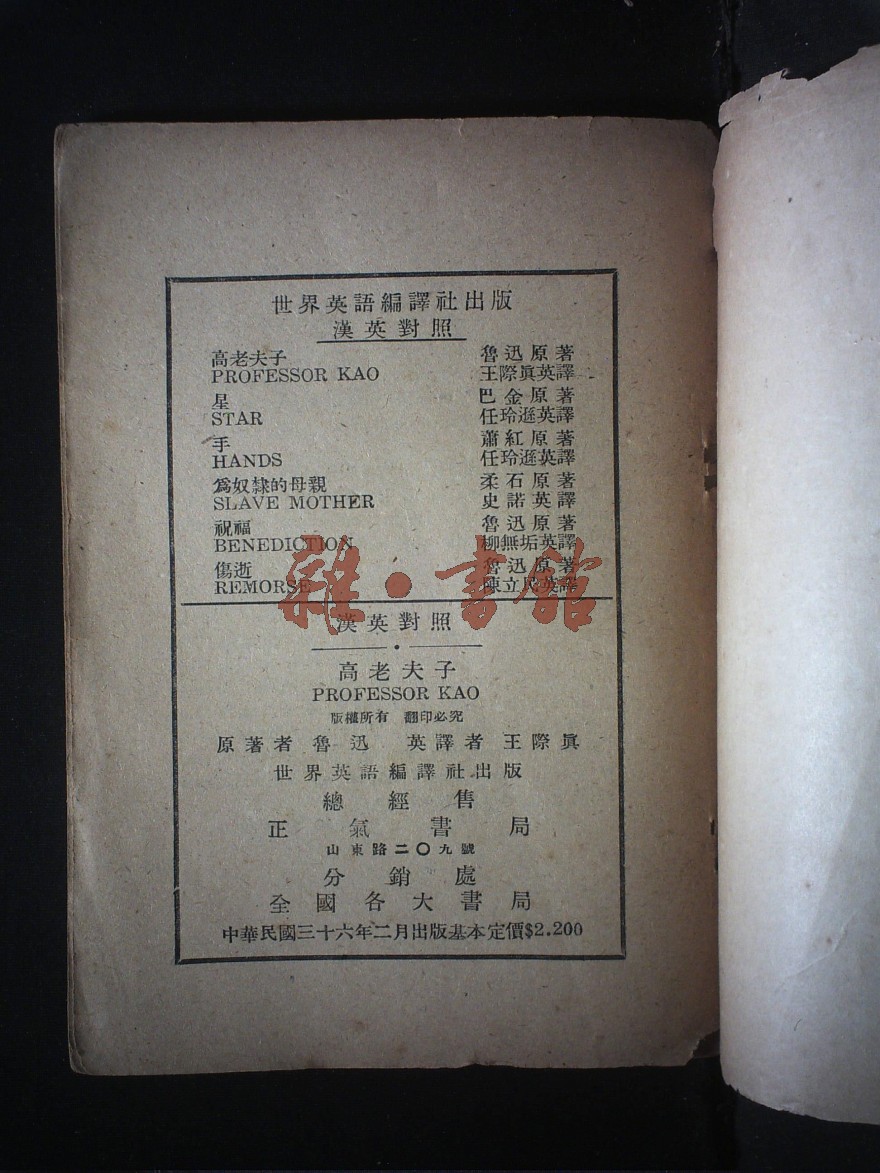 世界英語編譯社出版
漢英對照
高老夫子 魯迅原著
PROFESSOR KAO 王際眞英譯
星 巴金原著
STAR 任玲遜英譯
手 蕭紅原著
HANDS 任玲遜英譯
爲奴隸的母親 柔石原著
SLAVE MOTHER 史諾英譯
祝福 魯迅原著
BENEDICTION 柳無垢英譯
傷逝 魯迅原著
REMORSE 陳立民英譯
雜·書館
漢英對照
高老夫子
PROFESSOR KAO
版權所有 翻印必究
原著者 魯迅 英譯者 王際眞
世界英語編譯社出版
總經售
正氣書局
山東路二〇九號
分銷處
全國各大書局
中華民國三十六年二月出版基本定價$2.200